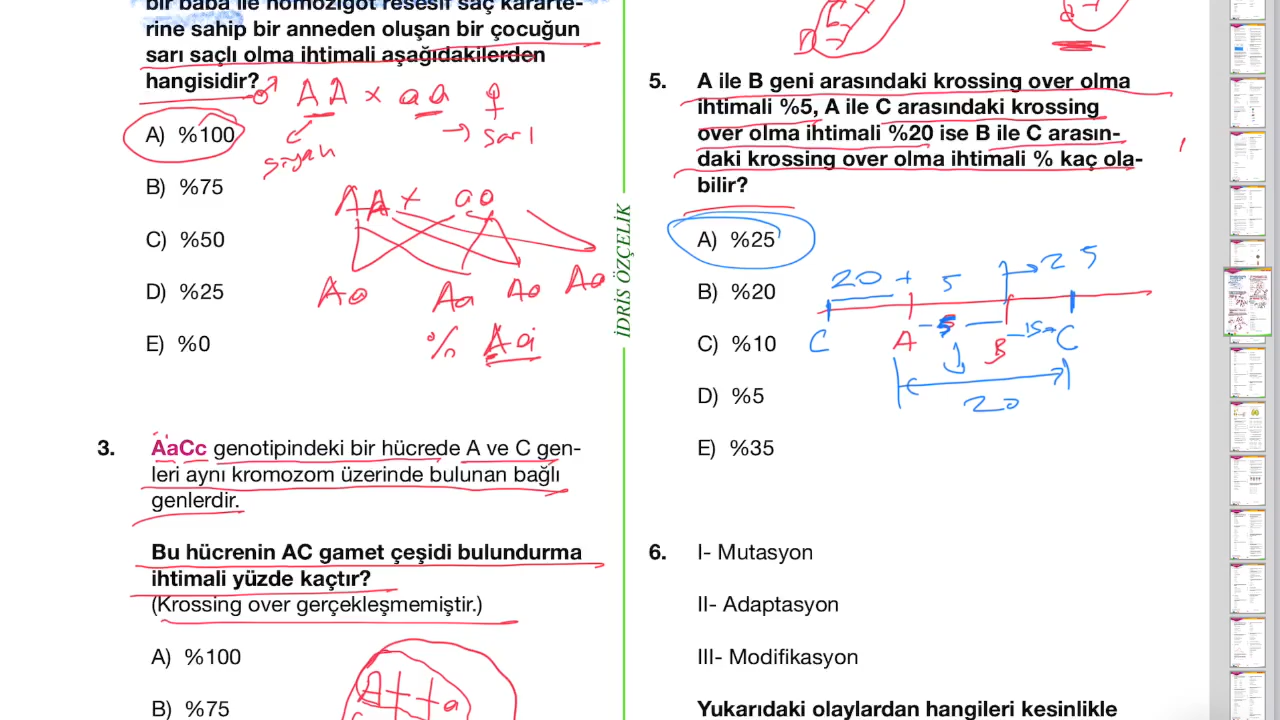 bir baba ile homozigot resesif saç kararte-
rine sahip bir anneden oluşan bir çocuğun
sarı saçlı olma ihtimali aşağıdakilerden
hangisidir?
AA x aa
siyah
sarı
A) %100
B) %75
AA x aa
C) %50
D) %25
Aa Aa Aa Aa
E) %0
% Aa
3. AaCc genotipindeki bir hücrede A ve C gen-
leri aynı kromozom üzerinde bulunan bağlı
genlerdir.
Bu hücrenin AC gamet çeşidi bulundurma
ihtimali yüzde kaçtır?
(Krossing over gerçekleşmemiştir.)
A) %100
B) %75
İDRİS ÖZÇELİK
5. A ile B geni arasındaki krossing over olma
ihtimali %5, A ile C arasındaki krossing
over olma ihtimali %20 ise B ile C arasın-
daki krossing over olma ihtimali % kaç ola-
bilir?
A) %25
20 + 5 → 25
B) %20
C A 5 B 15 C
C) %10
20
D) %5
E) %35
6. I- Mutasyon
II- Adaptasyon
III- Modifikasyon
Yukarıdan olaylardan hangileri kesinlikle